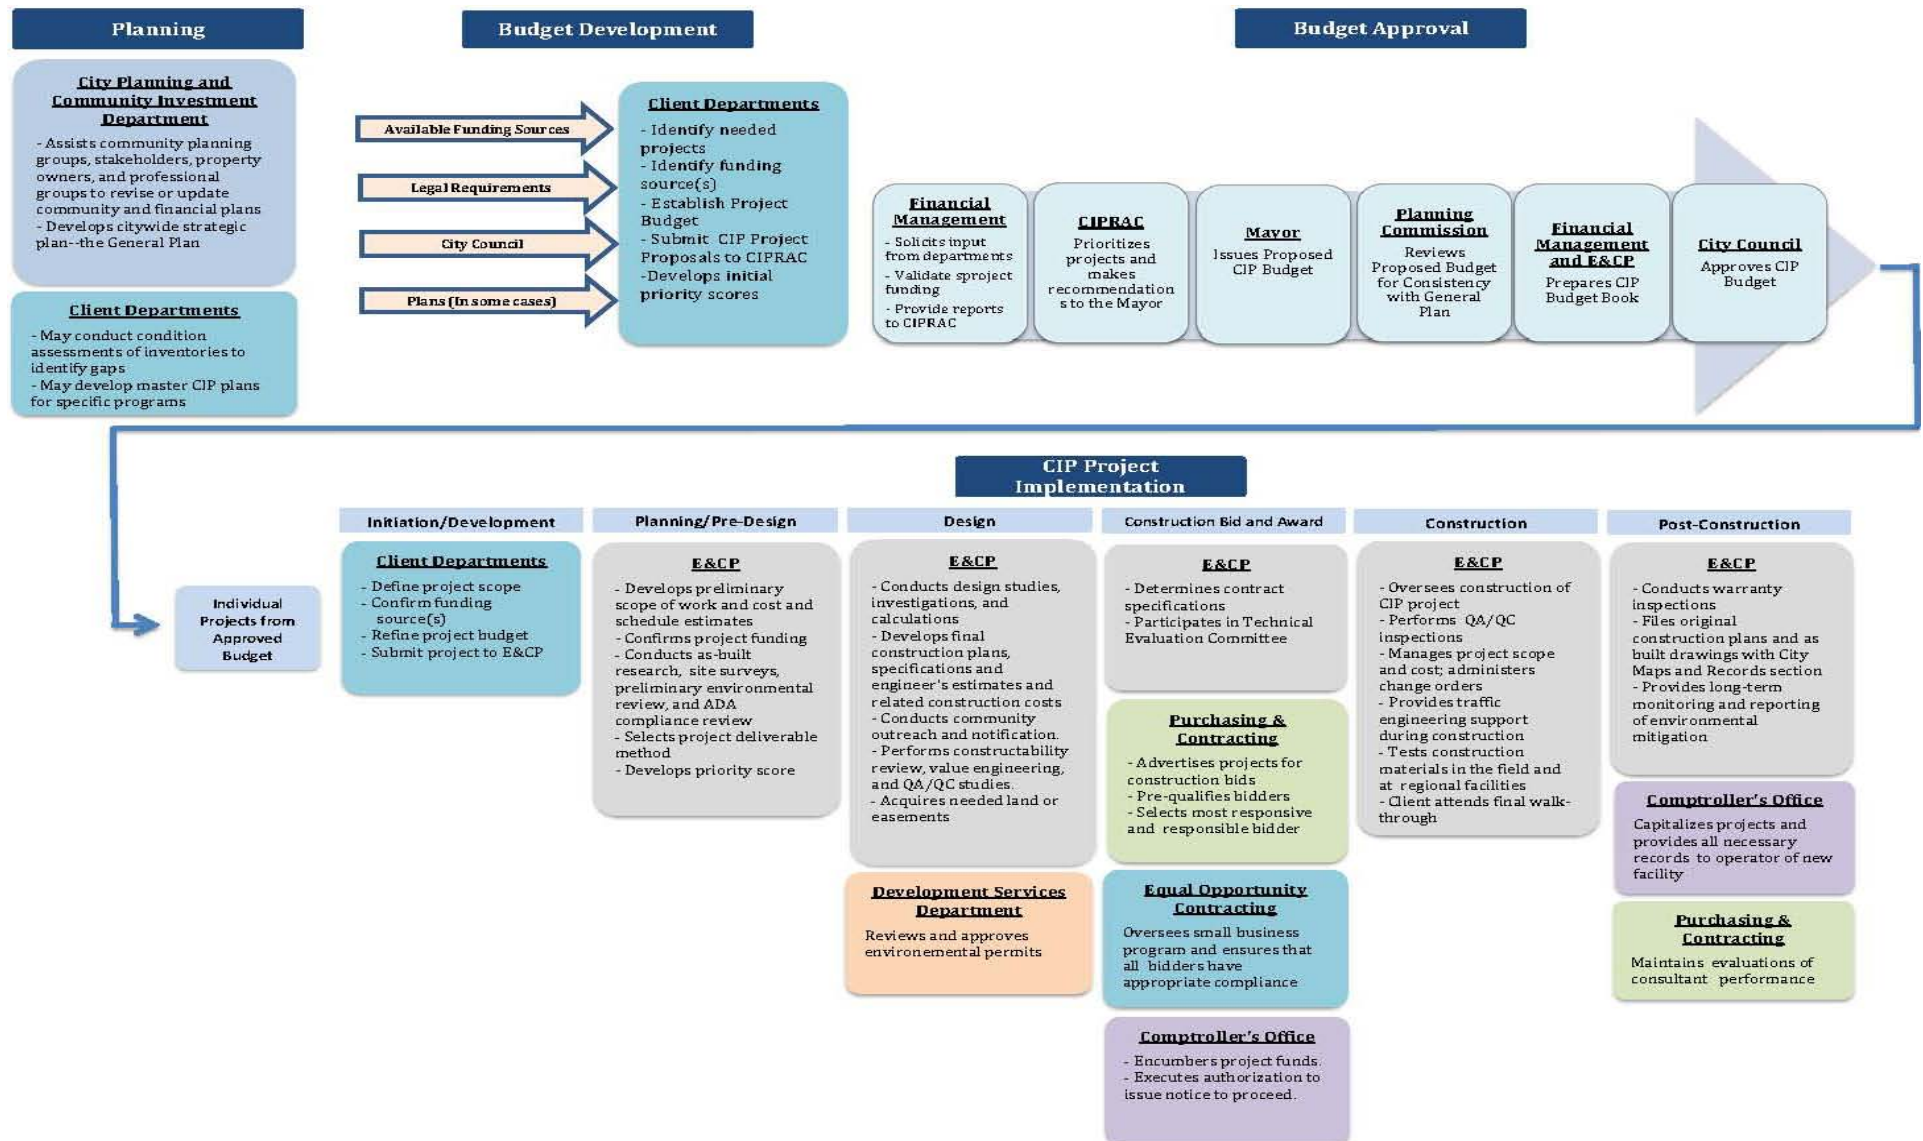 Planning
City Planning and
Community Investment
Department
- Assists community planning
groups, stakeholders, property
owners, and professional
groups to revise or update
community and financial plans
- Develops citywide strategic
plan--the General Plan
Client Departments
- May conduct condition
assessments of inventories to
identify gaps
- May develop master CIP plans
for specific programs
Budget Development
Available Funding Sources
Legal Requirements
City Council
Plans (In some cases)
Client Departments
- Identify needed
projects
- Identify funding
source(s)
- Establish Project
Budget
- Submit CIP Project
Proposals to CIPRAC
-Develops initial
priority scores
Budget Approval
Financial
Management
- Solicits input
from departments
- Validate sproject
funding
- Provide reports
to CIPRAC
CIPRAC
Prioritizes
projects and
makes
recommendation
s to the Mayor
Mayor
Issues Proposed
CIP Budget
Planning
Commission
Reviews
Proposed Budget
for Consistency
with General
Plan
Financial
Management
and E&CP
Prepares CIP
Budget Book
City Council
Approves CIP
Budget
CIP Project
Implementation
Individual
Projects from
Approved
Budget
Initiation/Development
Client Departments
- Define project scope
- Confirm funding
source(s)
- Refine project budget
- Submit project to E&CP
Planning/Pre-Design
E&CP
- Develops preliminary
scope of work and cost and
schedule estimates
- Confirms project funding
- Conducts as-built
research, site surveys,
preliminary environmental
review, and ADA
compliance review
- Selects project deliverable
method
- Develops priority score
Design
E&CP
- Conducts design studies,
investigations, and
calculations
- Develops final
construction plans,
specifications and
engineer's estimates and
related construction costs
- Conducts community
outreach and notification.
- Performs constructability
review, value engineering,
and QA/QC studies.
- Acquires needed land or
easements
Development Services
Department
Reviews and approves
environemental permits
Construction Bid and Award
E&CP
- Determines contract
specifications
- Participates in Technical
Evaluation Committee
Purchasing &
Contracting
- Advertises projects for
construction bids
- Pre-qualifies bidders
- Selects most responsive
and responsible bidder
Equal Opportunity
Contracting
Oversees small business
program and ensures that
all bidders have
appropriate compliance
Comptroller's Office
- Encumbers project funds.
- Executes authorization to
issue notice to proceed.
Construction
E&CP
- Oversees construction of
CIP project
- Performs QA/QC
inspections
- Manages project scope
and cost; administers
change orders
- Provides traffic
engineering support
during construction
- Tests construction
materials in the field and
at regional facilities
- Client attends final walk-
through
Post-Construction
E&CP
- Conducts warranty
inspections
- Files original
construction plans and as
built drawings with City
Maps and Records section
- Provides long-term
monitoring and reporting
of environmental
mitigation
Comptroller's Office
Capitalizes projects and
provides all necessary
records to operator of new
facility
Purchasing &
Contracting
Maintains evaluations of
consultant performance